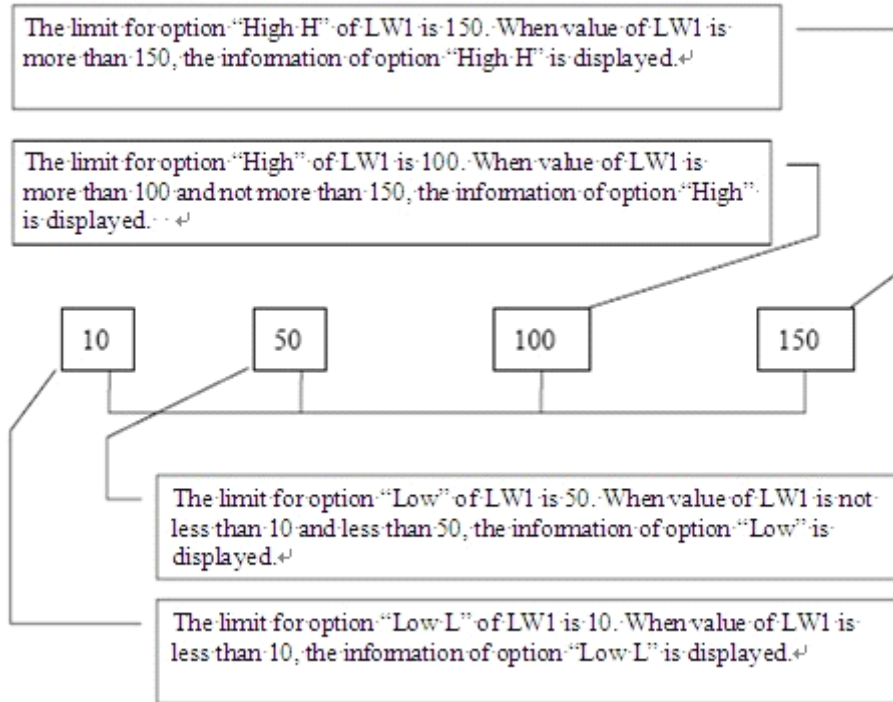 The limit for option “High H” of LW1 is 150. When value of LW1 is
more than 150, the information of option “High H” is displayed.↵
The limit for option “High” of LW1 is 100. When value of LW1 is
more than 100 and not more than 150, the information of option “High”
is displayed. ↵
10 50 100 150
The limit for option “Low” of LW1 is 50. When value of LW1 is not
less than 10 and less than 50, the information of option “Low” is
displayed.↵
The limit for option “Low L” of LW1 is 10. When value of LW1 is
less than 10, the information of option “Low L” is displayed.↵